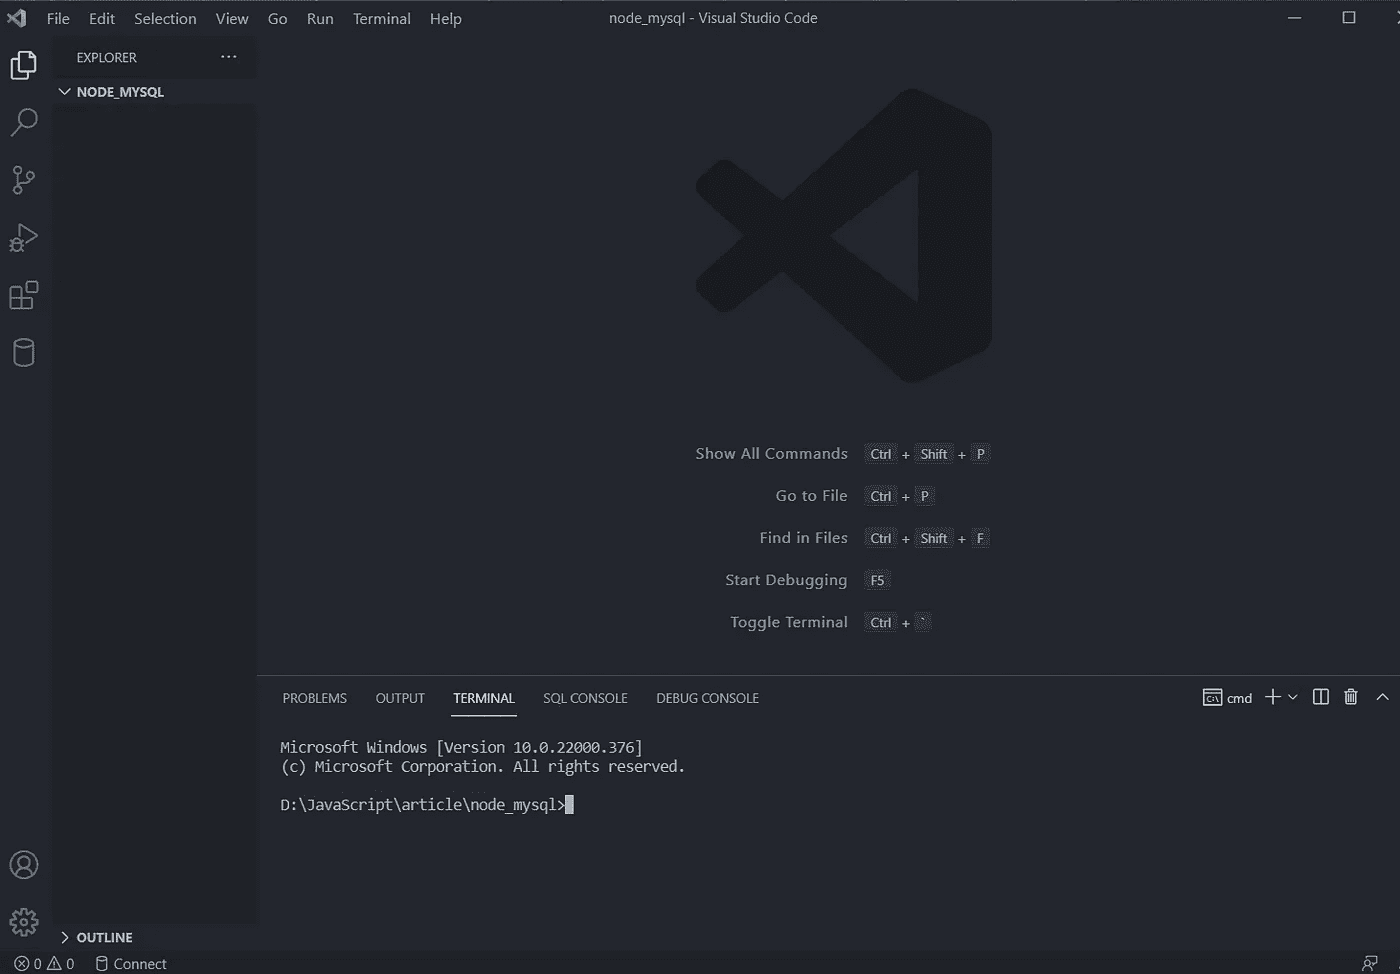 File Edit Selection View Go Run Terminal Help
node_mysql - Visual Studio Code
EXPLORER ···
NODE_MYSQL
Show All Commands Ctrl + Shift + P
Go to File Ctrl + P
Find in Files Ctrl + Shift + F
Start Debugging F5
Toggle Terminal Ctrl + `
PROBLEMS OUTPUT TERMINAL SQL CONSOLE DEBUG CONSOLE
cmd
Microsoft Windows [Version 10.0.22000.376]
(c) Microsoft Corporation. All rights reserved.
D:\JavaScript\article\node_mysql>
OUTLINE
0 0 Connect